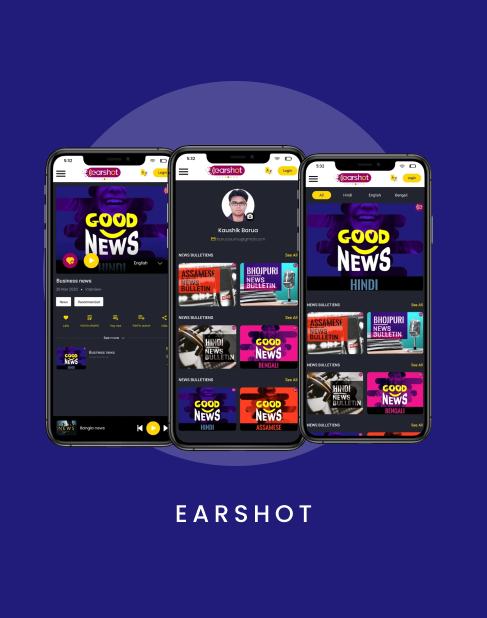 5:32
earshot
Login
GOOD
NEWS
HINDI
English
Business news
News
Recommended
See more
Business news
Bangla news
5:32
earshot
Login
Kaushik Barua
NEWS BULLETIENS
See All
ASSAMESE
NEWS
BULLETIN
BHOJPURI
NEWS
BULLETIN
NEWS BULLETIENS
See All
HINDI
NEWS
BULLETIN
GOOD
NEWS
BENGALI
NEWS BULLETIENS
See All
GOOD
NEWS
HINDI
GOOD
NEWS
ASSAMESE
5:32
earshot
Login
All
Hindi
English
Bengali
GOOD
NEWS
HINDI
NEWS BULLETIENS
See All
ASSAMESE
NEWS
BULLETIN
BHOJPURI
NEWS
BULLETIN
NEWS BULLETIENS
See All
HINDI
NEWS
BULLETIN
GOOD
NEWS
BENGALI
NEWS BULLETIENS
See All
EARSHOT